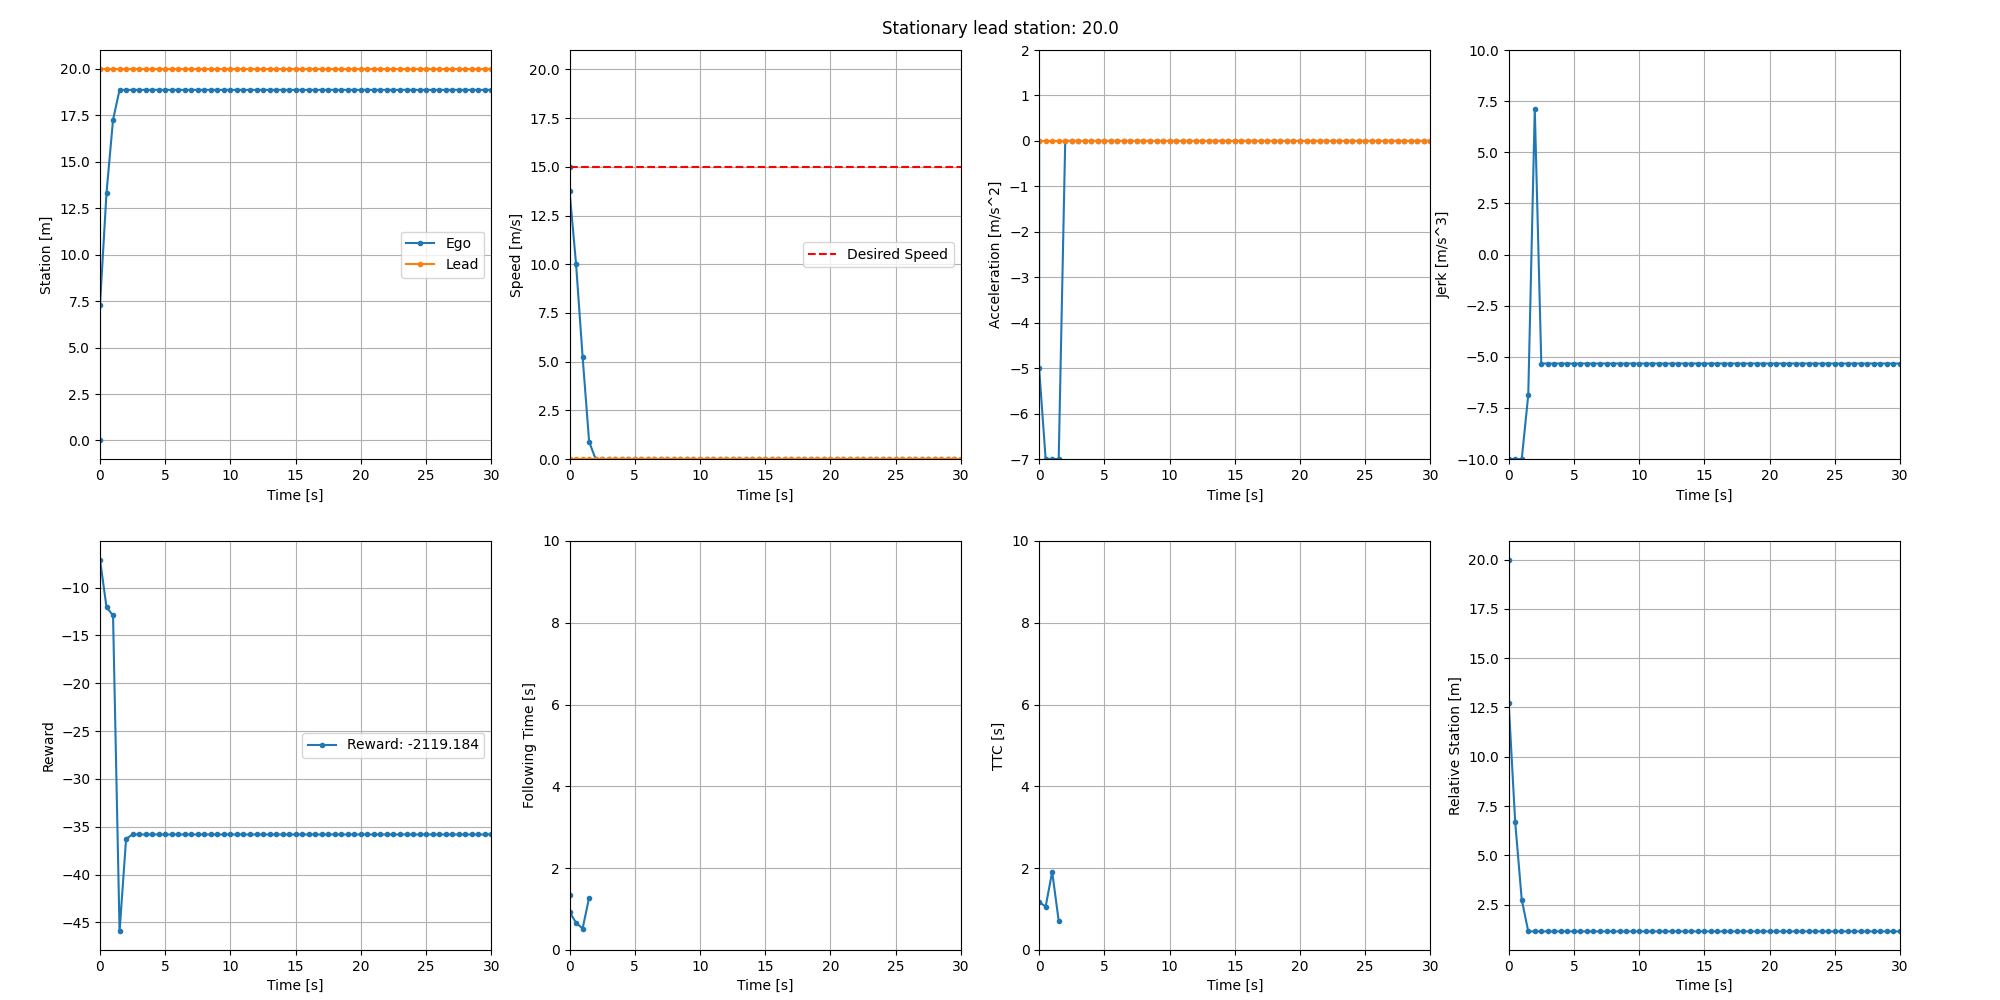 Stationary lead station: 20.0
20.0
17.5
15.0
12.5
10.0
7.5
5.0
2.5
0.0
Station [m]
Ego
Lead
0 5 10 15 20 25 30
Time [s]
20.0
17.5
15.0
12.5
10.0
7.5
5.0
2.5
0.0
Speed [m/s]
Desired Speed
0 5 10 15 20 25 30
Time [s]
2
1
0
−1
−2
−3
−4
−5
−6
−7
Acceleration [m/s^2]
0 5 10 15 20 25 30
Time [s]
10.0
7.5
5.0
2.5
0.0
−2.5
−5.0
−7.5
−10.0
Jerk [m/s^3]
0 5 10 15 20 25 30
Time [s]
−10
−15
−20
−25
−30
−35
−40
−45
Reward
Reward: -2119.184
0 5 10 15 20 25 30
Time [s]
10
8
6
4
2
0
Following Time [s]
0 5 10 15 20 25 30
Time [s]
10
8
6
4
2
0
TTC [s]
0 5 10 15 20 25 30
Time [s]
20.0
17.5
15.0
12.5
10.0
7.5
5.0
2.5
Relative Station [m]
0 5 10 15 20 25 30
Time [s]